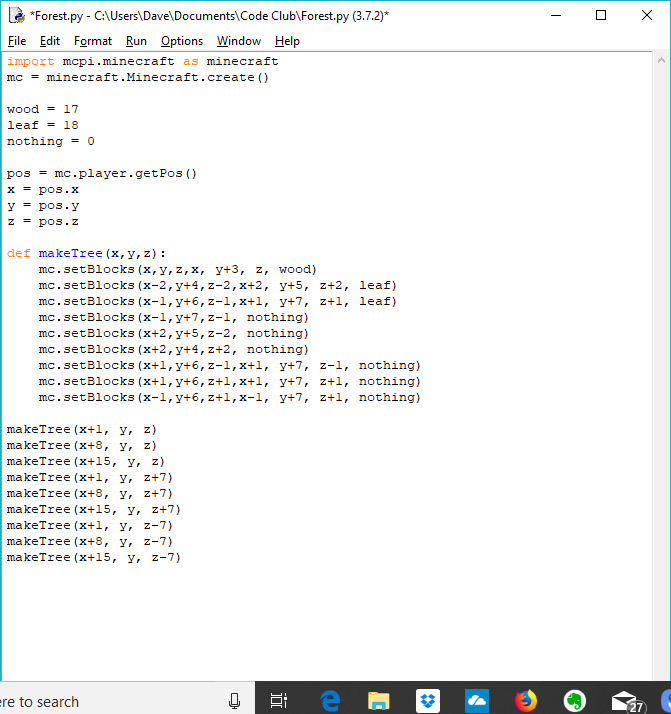 *Forest.py - C:\Users\Dave\Documents\Code Club\Forest.py (3.7.2)*
File Edit Format Run Options Window Help
import mcpi.minecraft as minecraft
mc = minecraft.Minecraft.create()

wood = 17
leaf = 18
nothing = 0

pos = mc.player.getPos()
x = pos.x
y = pos.y
z = pos.z

def makeTree(x,y,z):
    mc.setBlocks(x,y,z,x, y+3, z, wood)
    mc.setBlocks(x-2,y+4,z-2,x+2, y+5, z+2, leaf)
    mc.setBlocks(x-1,y+6,z-1,x+1, y+7, z+1, leaf)
    mc.setBlocks(x-1,y+7,z-1, nothing)
    mc.setBlocks(x+2,y+5,z-2, nothing)
    mc.setBlocks(x+2,y+4,z+2, nothing)
    mc.setBlocks(x+1,y+6,z-1,x+1, y+7, z-1, nothing)
    mc.setBlocks(x+1,y+6,z+1,x+1, y+7, z+1, nothing)
    mc.setBlocks(x-1,y+6,z+1,x-1, y+7, z+1, nothing)

makeTree(x+1, y, z)
makeTree(x+8, y, z)
makeTree(x+15, y, z)
makeTree(x+1, y, z+7)
makeTree(x+8, y, z+7)
makeTree(x+15, y, z+7)
makeTree(x+1, y, z-7)
makeTree(x+8, y, z-7)
makeTree(x+15, y, z-7)
re to search
27